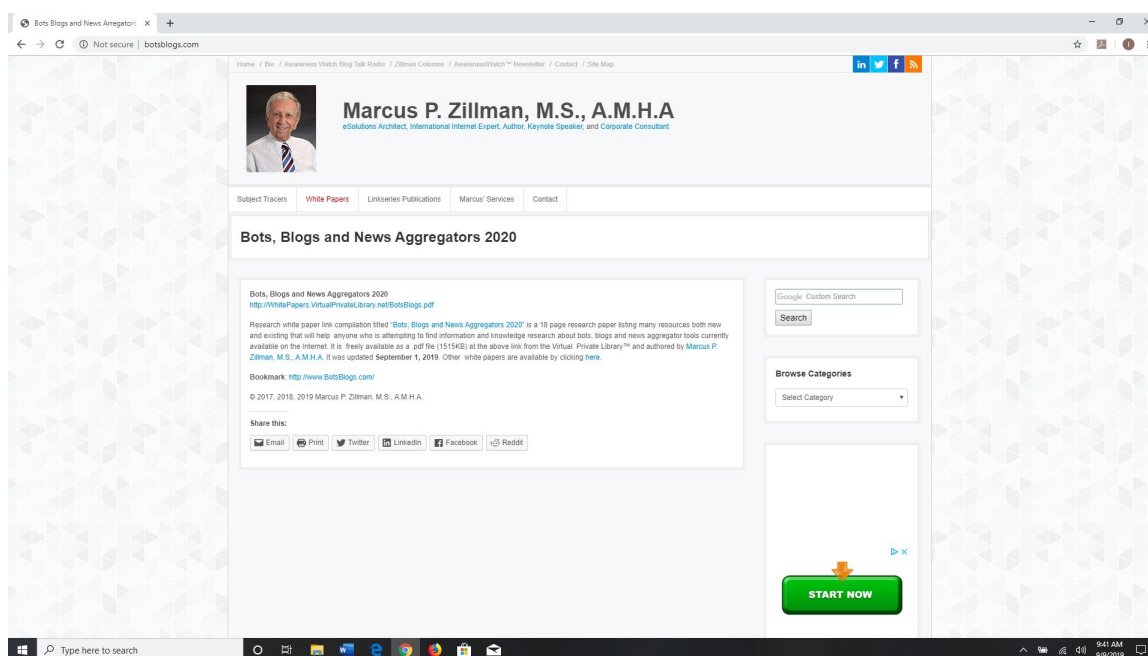 Bots Blogs and News Arregators
Not secure | botsblogs.com
Home / Bio / Awareness Watch Blog Talk Radio / Zillman Columns / AwarenessWatch™ Newsletter / Contact / Site Map
Marcus P. Zillman, M.S., A.M.H.A
eSolutions Architect, International Internet Expert, Author, Keynote Speaker, and Corporate Consultant
Subject Tracers White Papers Linkseries Publications Marcus' Services Contact
Bots, Blogs and News Aggregators 2020
Bots, Blogs and News Aggregators 2020
http://WhitePapers.VirtualPrivateLibrary.net/BotsBlogs.pdf
Research white paper link compilation titled "Bots, Blogs and News Aggregators 2020" is a 18 page research paper listing many resources both new
and existing that will help anyone who is attempting to find information and knowledge research about bots, blogs and news aggregator tools currently
available on the internet. It is freely available as a .pdf file (1515KB) at the above link from the Virtual Private Library™ and authored by Marcus P.
Zillman, M.S., A.M.H.A. It was updated September 1, 2019. Other white papers are available by clicking here.
Bookmark: http://www.BotsBlogs.com/
© 2017, 2018, 2019 Marcus P. Zillman, M.S., A.M.H.A.
Share this:
Email Print Twitter LinkedIn Facebook Reddit
Google Custom Search
Search
Browse Categories
Select Category
START NOW
Type here to search
9:41 AM
9/9/2019